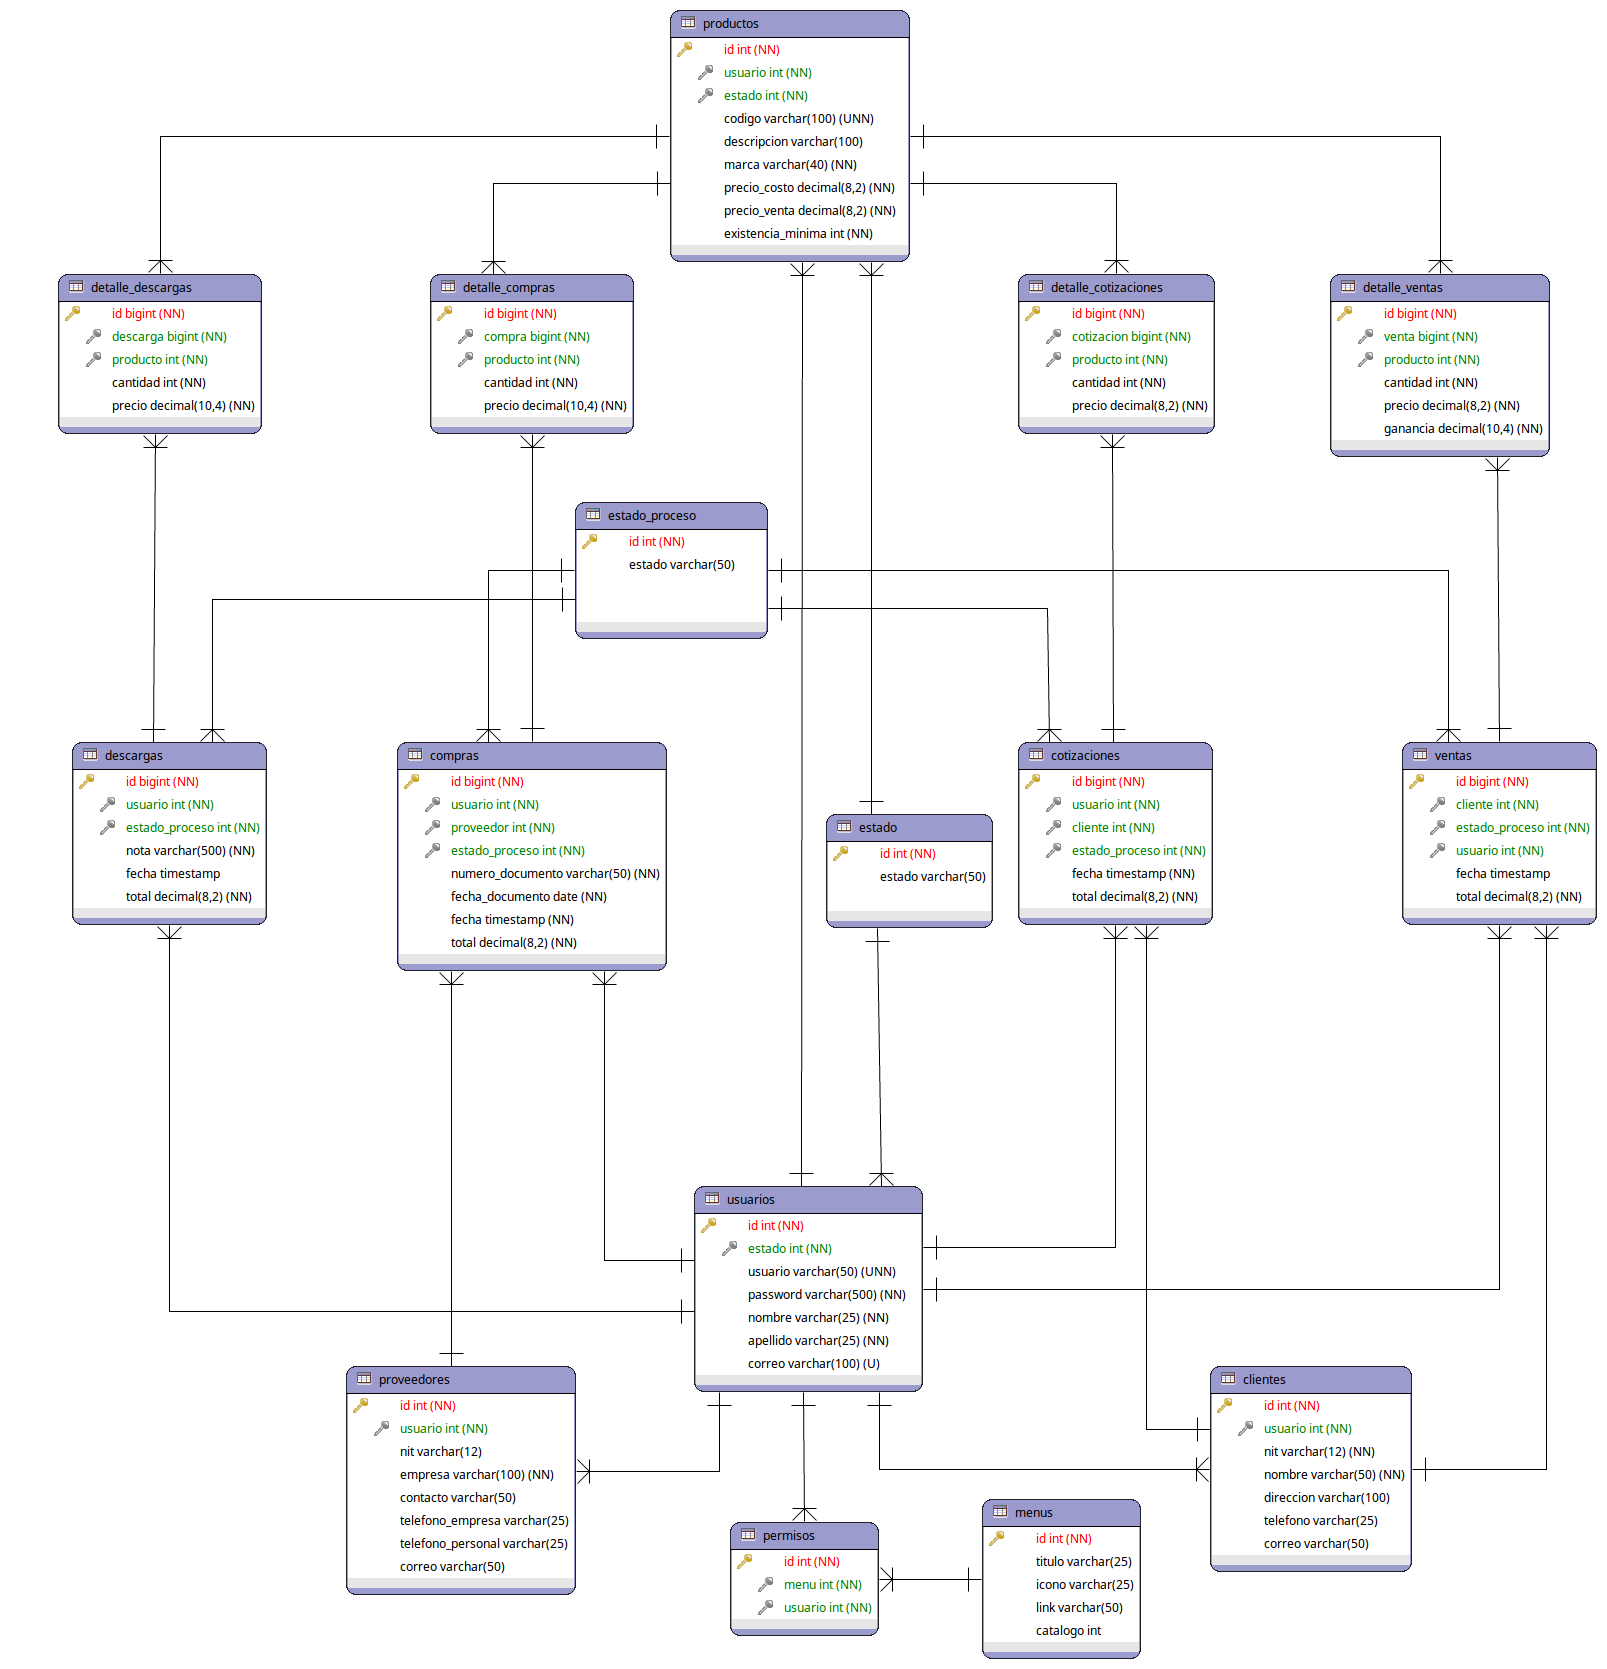 productos
id int (NN)
usuario int (NN)
estado int (NN)
codigo varchar(100) (UNN)
descripcion varchar(100)
marca varchar(40) (NN)
precio_costo decimal(8,2) (NN)
precio_venta decimal(8,2) (NN)
existencia_minima int (NN)
detalle_descargas
id bigint (NN)
descarga bigint (NN)
producto int (NN)
cantidad int (NN)
precio decimal(10,4) (NN)
detalle_compras
id bigint (NN)
compra bigint (NN)
producto int (NN)
cantidad int (NN)
precio decimal(10,4) (NN)
detalle_cotizaciones
id bigint (NN)
cotizacion bigint (NN)
producto int (NN)
cantidad int (NN)
precio decimal(8,2) (NN)
detalle_ventas
id bigint (NN)
venta bigint (NN)
producto int (NN)
cantidad int (NN)
precio decimal(8,2) (NN)
ganancia decimal(10,4) (NN)
estado_proceso
id int (NN)
estado varchar(50)
descargas
id bigint (NN)
usuario int (NN)
estado_proceso int (NN)
nota varchar(500) (NN)
fecha timestamp
total decimal(8,2) (NN)
compras
id bigint (NN)
usuario int (NN)
proveedor int (NN)
estado_proceso int (NN)
numero_documento varchar(50) (NN)
fecha_documento date (NN)
fecha timestamp (NN)
total decimal(8,2) (NN)
estado
id int (NN)
estado varchar(50)
cotizaciones
id bigint (NN)
usuario int (NN)
cliente int (NN)
estado_proceso int (NN)
fecha timestamp (NN)
total decimal(8,2) (NN)
ventas
id bigint (NN)
cliente int (NN)
estado_proceso int (NN)
usuario int (NN)
fecha timestamp
total decimal(8,2) (NN)
usuarios
id int (NN)
estado int (NN)
usuario varchar(50) (UNN)
password varchar(500) (NN)
nombre varchar(25) (NN)
apellido varchar(25) (NN)
correo varchar(100) (U)
proveedores
id int (NN)
usuario int (NN)
nit varchar(12)
empresa varchar(100) (NN)
contacto varchar(50)
telefono_empresa varchar(25)
telefono_personal varchar(25)
correo varchar(50)
clientes
id int (NN)
usuario int (NN)
nit varchar(12) (NN)
nombre varchar(50) (NN)
direccion varchar(100)
telefono varchar(25)
correo varchar(50)
permisos
id int (NN)
menu int (NN)
usuario int (NN)
menus
id int (NN)
titulo varchar(25)
icono varchar(25)
link varchar(50)
catalogo int